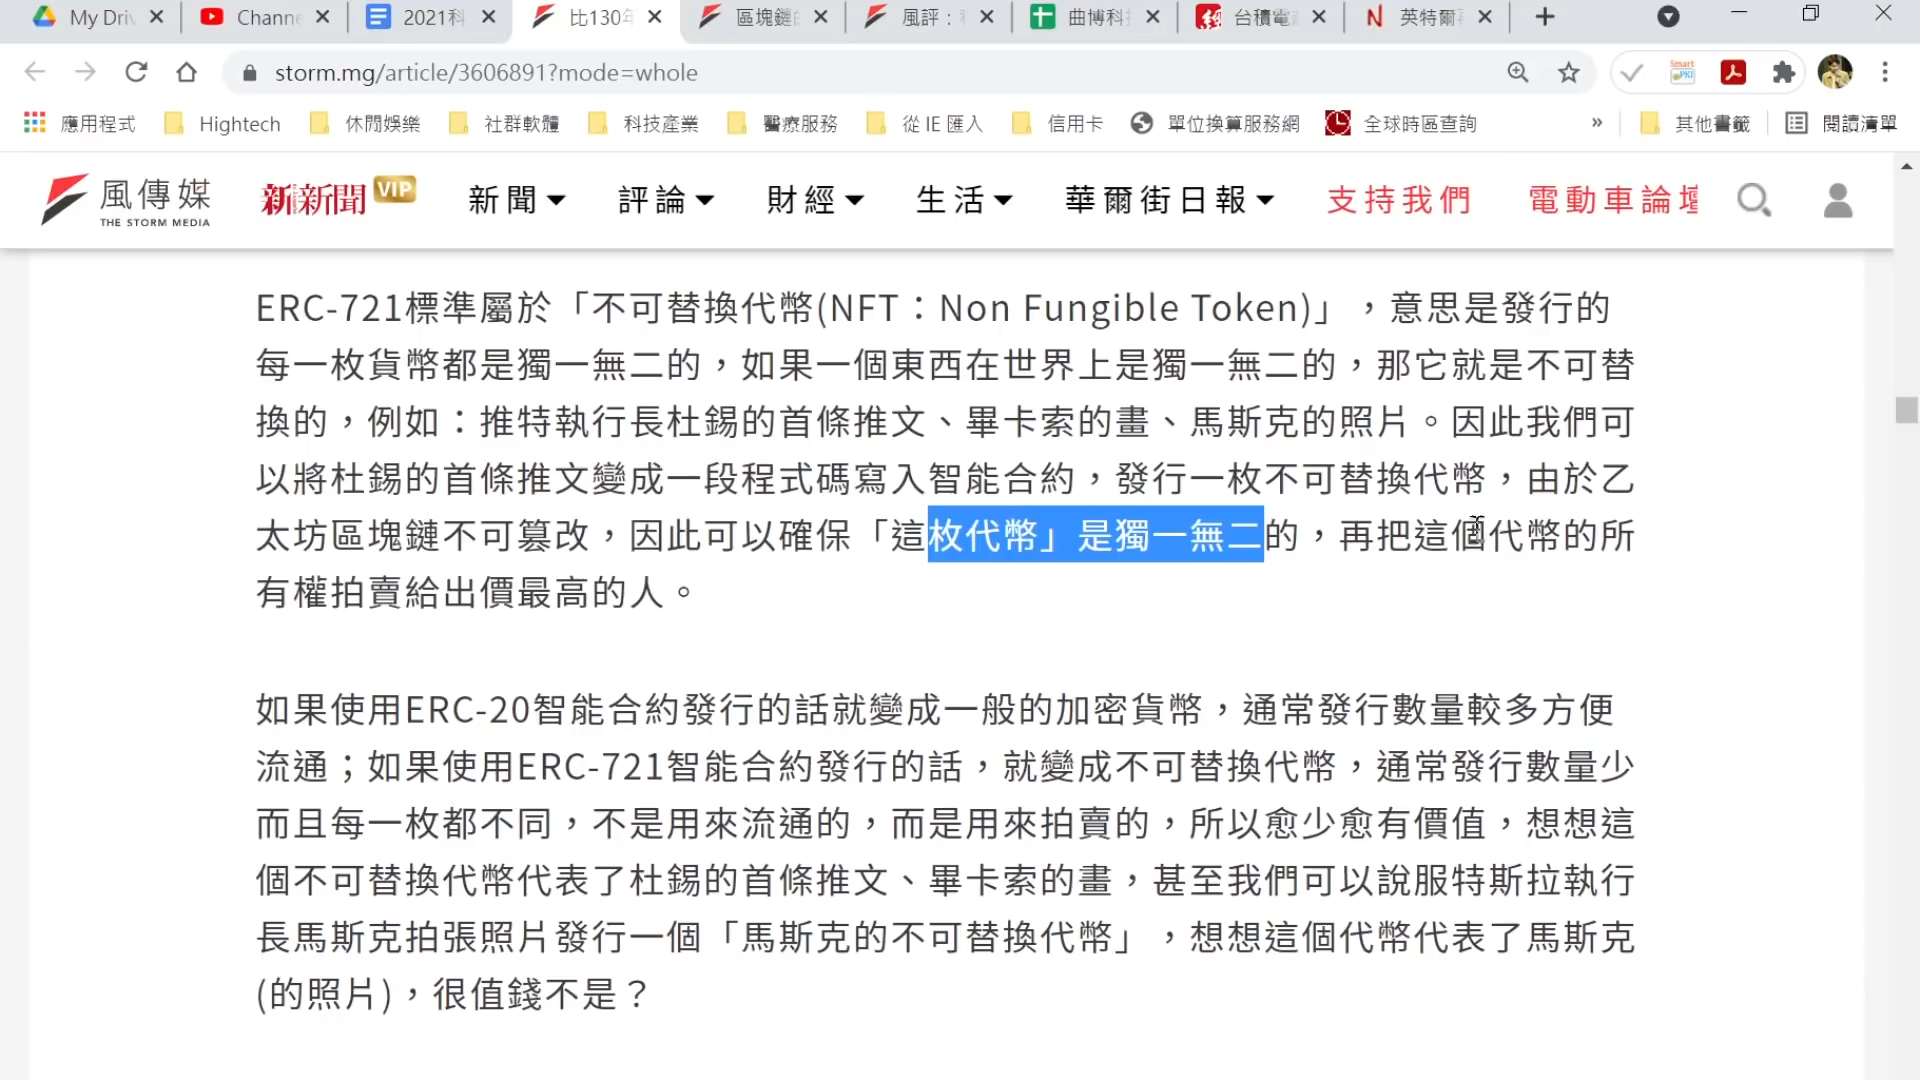 My Driv
Channe
2021科
比130年
區塊鏈
風評：
曲博科
台積電
英特爾
storm.mg/article/3606891?mode=whole
Smart PKI
應用程式
Hightech
休閒娛樂
社群軟體
科技產業
醫療服務
從 IE 匯入
信用卡
單位換算服務網
全球時區查詢
»
其他書籤
閱讀清單
風傳媒
THE STORM MEDIA
新新聞 VIP
新聞
評論
財經
生活
華爾街日報
支持我們
電動車論壇
ERC-721標準屬於「不可替換代幣(NFT：Non Fungible Token)」，意思是發行的
每一枚貨幣都是獨一無二的，如果一個東西在世界上是獨一無二的，那它就是不可替
換的，例如：推特執行長杜錫的首條推文、畢卡索的畫、馬斯克的照片。因此我們可
以將杜錫的首條推文變成一段程式碼寫入智能合約，發行一枚不可替換代幣，由於乙
太坊區塊鏈不可篡改，因此可以確保「這枚代幣」是獨一無二的，再把這個代幣的所
有權拍賣給出價最高的人。
如果使用ERC-20智能合約發行的話就變成一般的加密貨幣，通常發行數量較多方便
流通；如果使用ERC-721智能合約發行的話，就變成不可替換代幣，通常發行數量少
而且每一枚都不同，不是用來流通的，而是用來拍賣的，所以愈少愈有價值，想想這
個不可替換代幣代表了杜錫的首條推文、畢卡索的畫，甚至我們可以說服特斯拉執行
長馬斯克拍張照片發行一個「馬斯克的不可替換代幣」，想想這個代幣代表了馬斯克
(的照片)，很值錢不是？